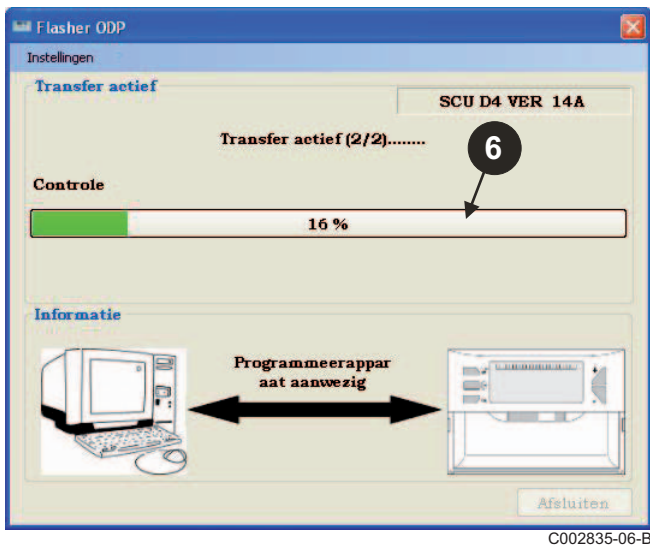 Flasher ODP
Instellingen
Transfer actief
SCU D4 VER 14A
Transfer actief (2/2)........
6
Controle
16 %
Informatie
Programmeerappar
aat aanwezig
Afsluiten
C002835-06-B